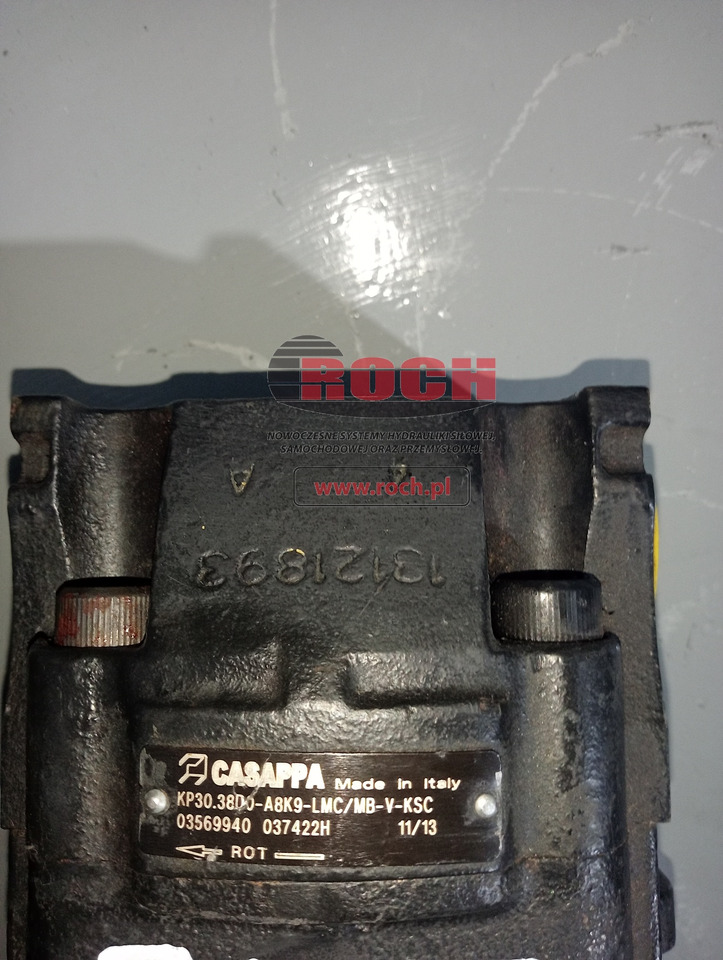 ROCH
NOWOCZESNE SYSTEMY HYDRAULIKI SIŁOWEJ,
SAMOCHODOWEJ ORAZ PRZEMYSŁOWEJ.
www.roch.pl
A
13121893
CASAPPA Made in Italy
KP30.38D0-A8K9-LMC/MB-V-KSC
03569940 037422H 11/13
ROT